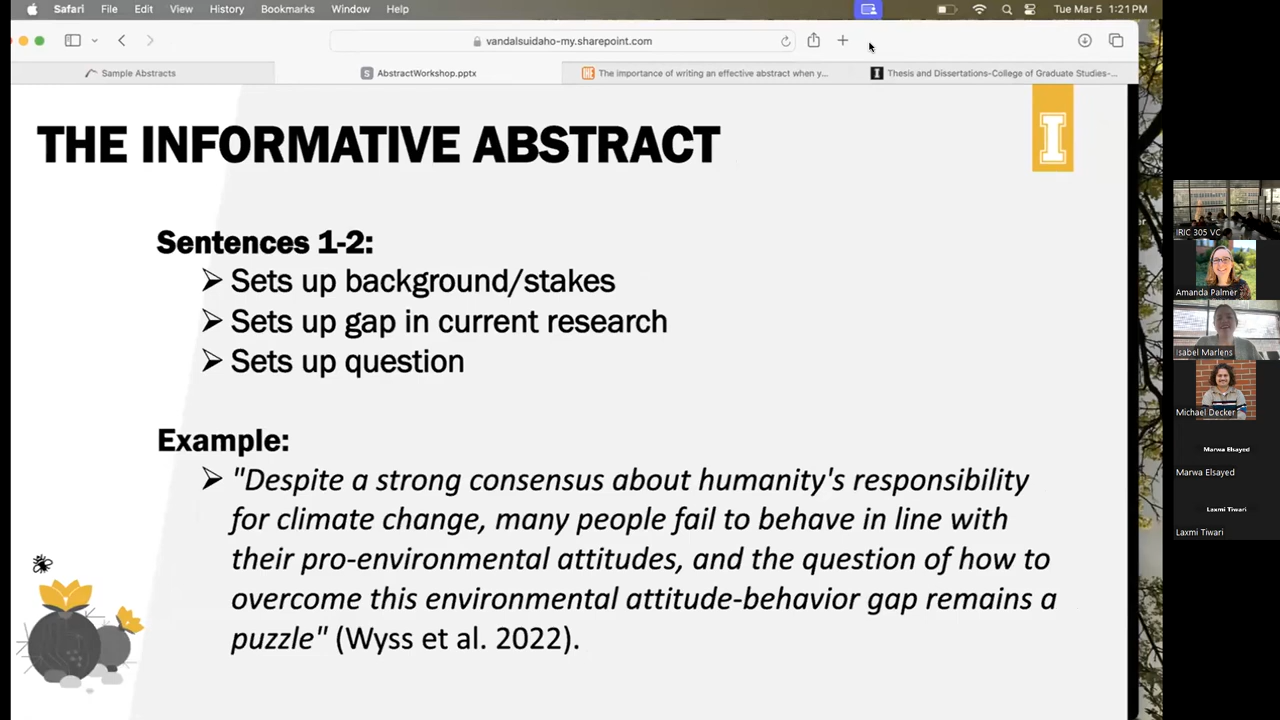 Safari File Edit View History Bookmarks Window Help Tue Mar 5 1:21 PM
vandalsuidaho-my.sharepoint.com
Sample Abstracts
S AbstractWorkshop.pptx
THE The importance of writing an effective abstract when y...
I Thesis and Dissertations-College of Graduate Studies-...
THE INFORMATIVE ABSTRACT
I
Sentences 1-2:
➢ Sets up background/stakes
➢ Sets up gap in current research
➢ Sets up question
Example:
➢ "Despite a strong consensus about humanity's responsibility
for climate change, many people fail to behave in line with
their pro-environmental attitudes, and the question of how to
overcome this environmental attitude-behavior gap remains a
puzzle" (Wyss et al. 2022).
IRIC 305 VC
Amanda Palmer
Isabel Marlens
Michael Decker
Marwa Elsayed
Marwa Elsayed
Laxmi Tiwari
Laxmi Tiwari